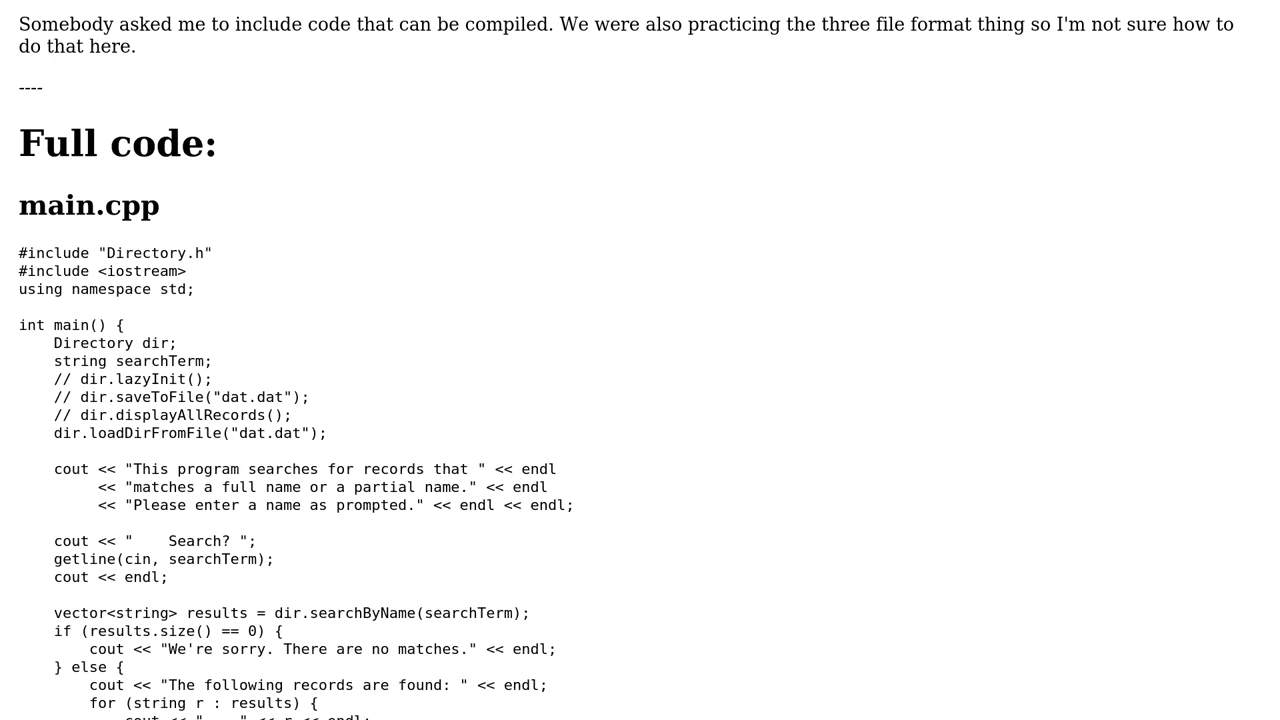 Somebody asked me to include code that can be compiled. We were also practicing the three file format thing so I'm not sure how to
do that here.
----
Full code:
main.cpp
#include "Directory.h"
#include <iostream>
using namespace std;
int main() {
    Directory dir;
    string searchTerm;
    // dir.lazyInit();
    // dir.saveToFile("dat.dat");
    // dir.displayAllRecords();
    dir.loadDirFromFile("dat.dat");
    cout << "This program searches for records that " << endl
         << "matches a full name or a partial name." << endl
         << "Please enter a name as prompted." << endl << endl;
    cout << "    Search? ";
    getline(cin, searchTerm);
    cout << endl;
    vector<string> results = dir.searchByName(searchTerm);
    if (results.size() == 0) {
        cout << "We're sorry. There are no matches." << endl;
    } else {
        cout << "The following records are found: " << endl;
        for (string r : results) {
            cout << "    " << r << endl;